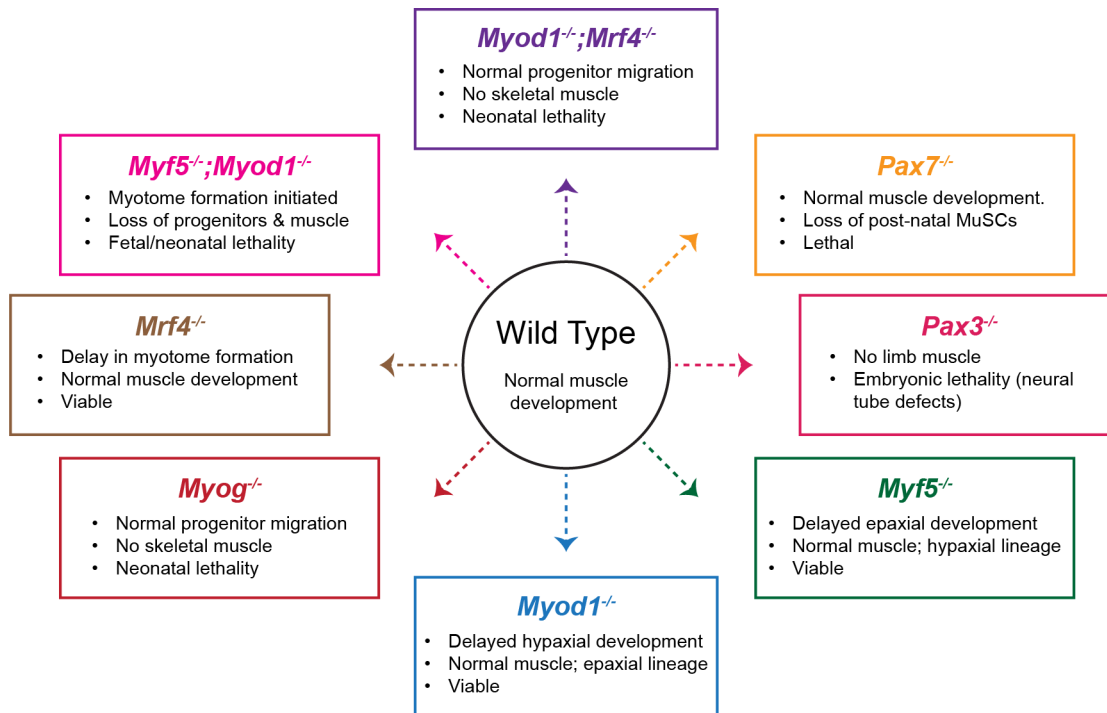 Myod1-/-;Mrf4-/-
• Normal progenitor migration
• No skeletal muscle
• Neonatal lethality
Myf5-/-;Myod1-/-
• Myotome formation initiated
• Loss of progenitors & muscle
• Fetal/neonatal lethality
Pax7-/-
• Normal muscle development.
• Loss of post-natal MuSCs
• Lethal
Mrf4-/-
• Delay in myotome formation
• Normal muscle development
• Viable
Wild Type
Normal muscle
development
Pax3-/-
• No limb muscle
• Embryonic lethality (neural
tube defects)
Myog-/-
• Normal progenitor migration
• No skeletal muscle
• Neonatal lethality
Myf5-/-
• Delayed epaxial development
• Normal muscle; hypaxial lineage
• Viable
Myod1-/-
• Delayed hypaxial development
• Normal muscle; epaxial lineage
• Viable